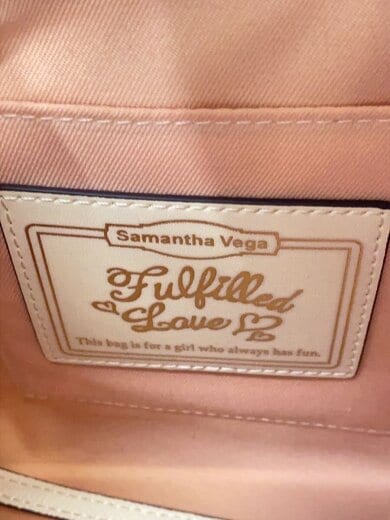 Samantha Vega
Fulfilled
Love
This bag is for a girl who always has fun.